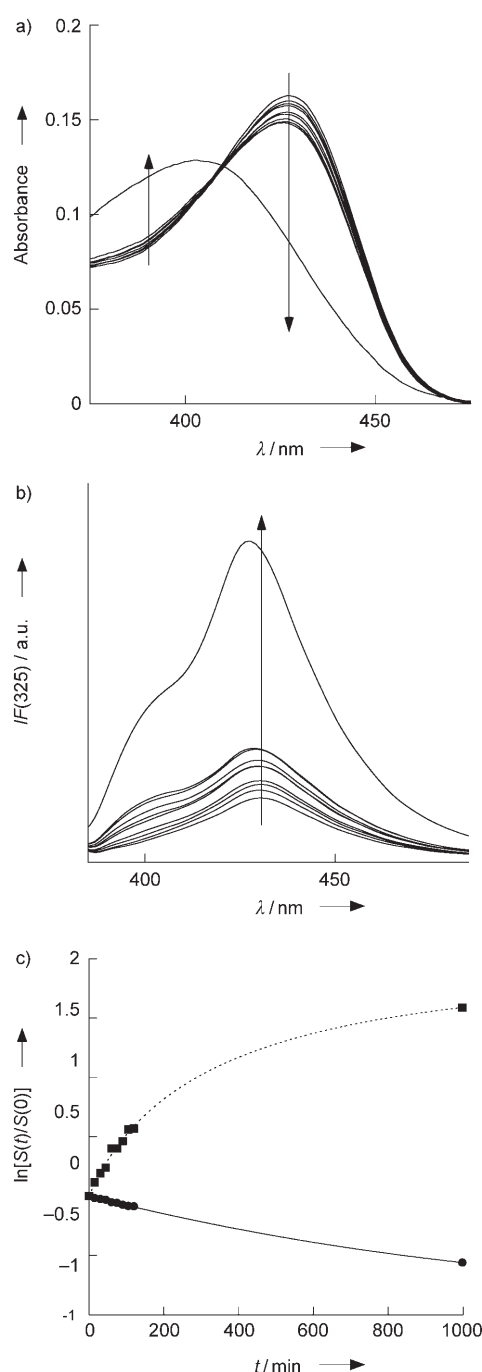 a)
0.2
0.15
0.1
0.05
0
Absorbance
400
450
λ / nm
b)
IF(325) / a.u.
400
450
λ / nm
c)
2
1.5
1
0.5
0
–0.5
–1
-1
ln[S(t)/S(0)]
0
200
400
600
800
1000
t / min